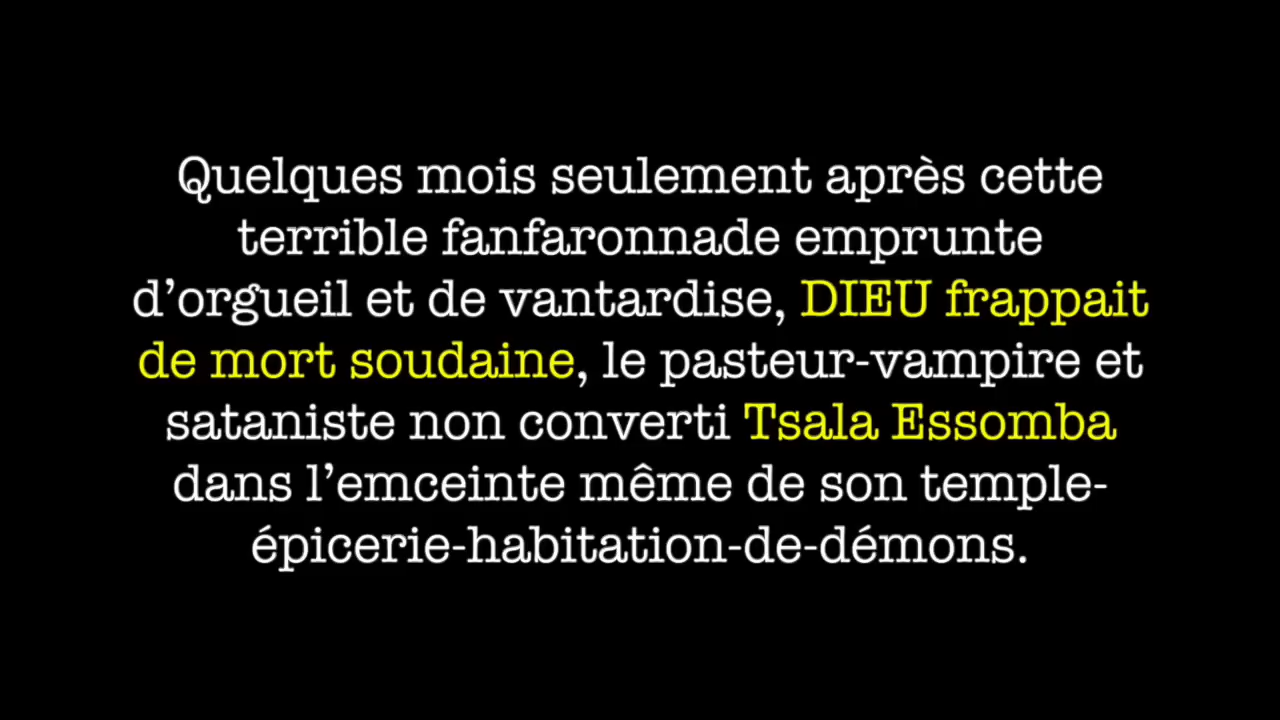 Quelques mois seulement après cette
terrible fanfaronnade emprunte
d’orgueil et de vantardise, DIEU frappait
de mort soudaine, le pasteur-vampire et
sataniste non converti Tsala Essomba
dans l’emceinte même de son temple-
épicerie-habitation-de-démons.